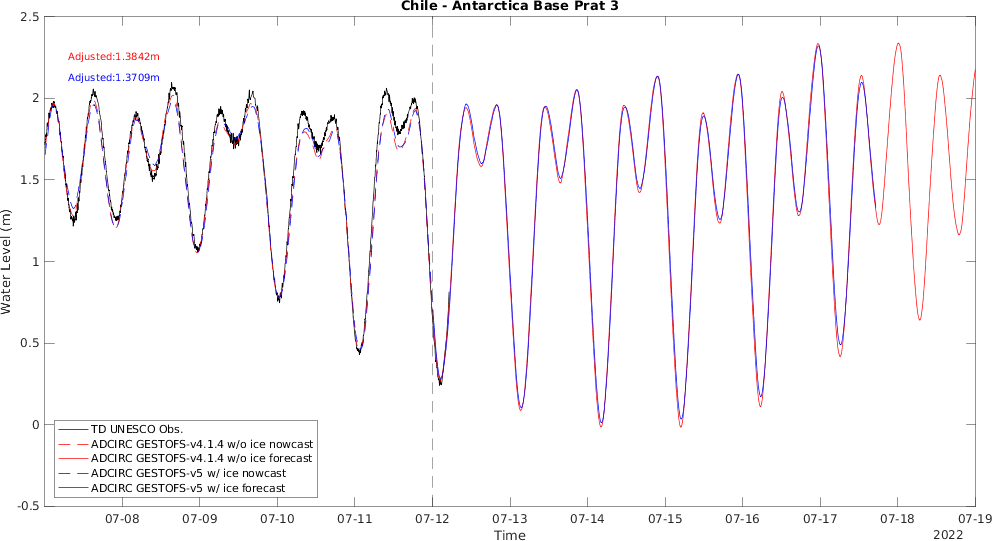 Chile - Antarctica Base Prat 3
2.5
2
1.5
1
0.5
0
-0.5
Water Level (m)
Adjusted:1.3842m
Adjusted:1.3709m
TD UNESCO Obs.
ADCIRC GESTOFS-v4.1.4 w/o ice nowcast
ADCIRC GESTOFS-v4.1.4 w/o ice forecast
ADCIRC GESTOFS-v5 w/ ice nowcast
ADCIRC GESTOFS-v5 w/ ice forecast
07-08 07-09 07-10 07-11 07-12 07-13 07-14 07-15 07-16 07-17 07-18 07-19
Time
2022